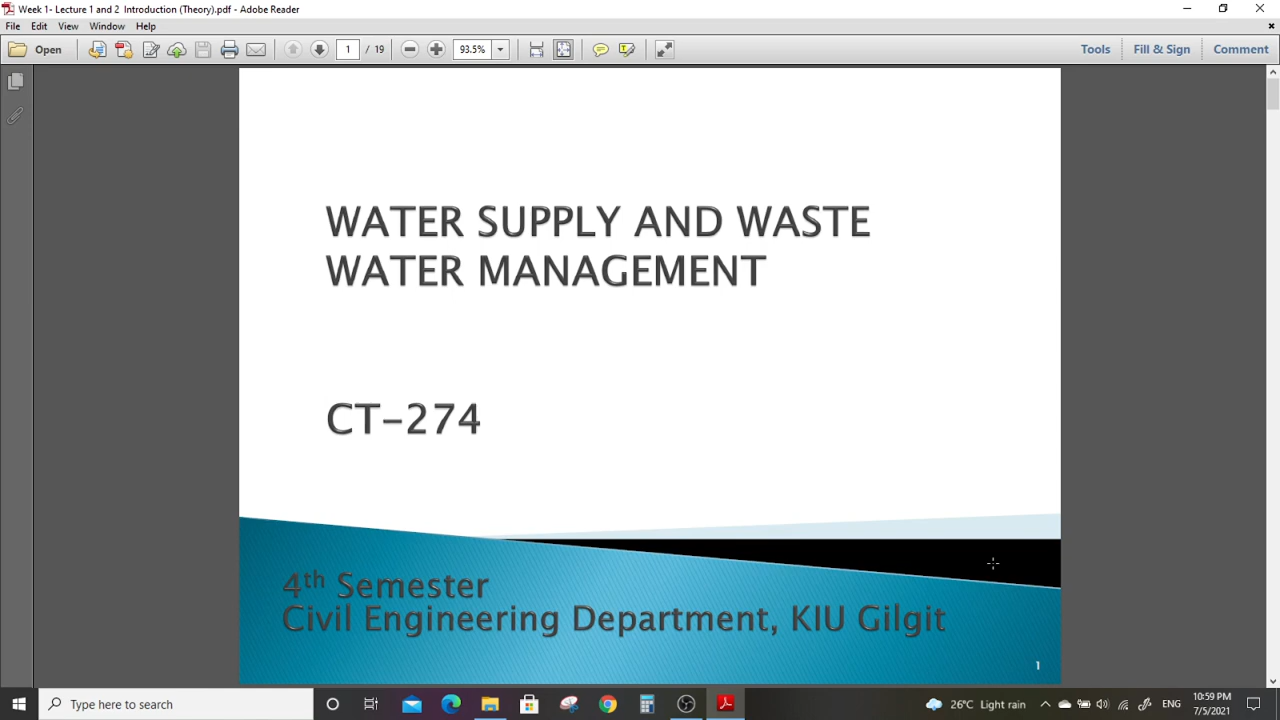 Week 1- Lecture 1 and 2 Introduction (Theory).pdf - Adobe Reader
File Edit View Window Help
Open 1 / 19 93.5% Tools Fill & Sign Comment
WATER SUPPLY AND WASTE
WATER MANAGEMENT
CT-274
4th Semester
Civil Engineering Department, KIU Gilgit
1
Type here to search
26°C Light rain
ENG
10:59 PM
7/5/2021